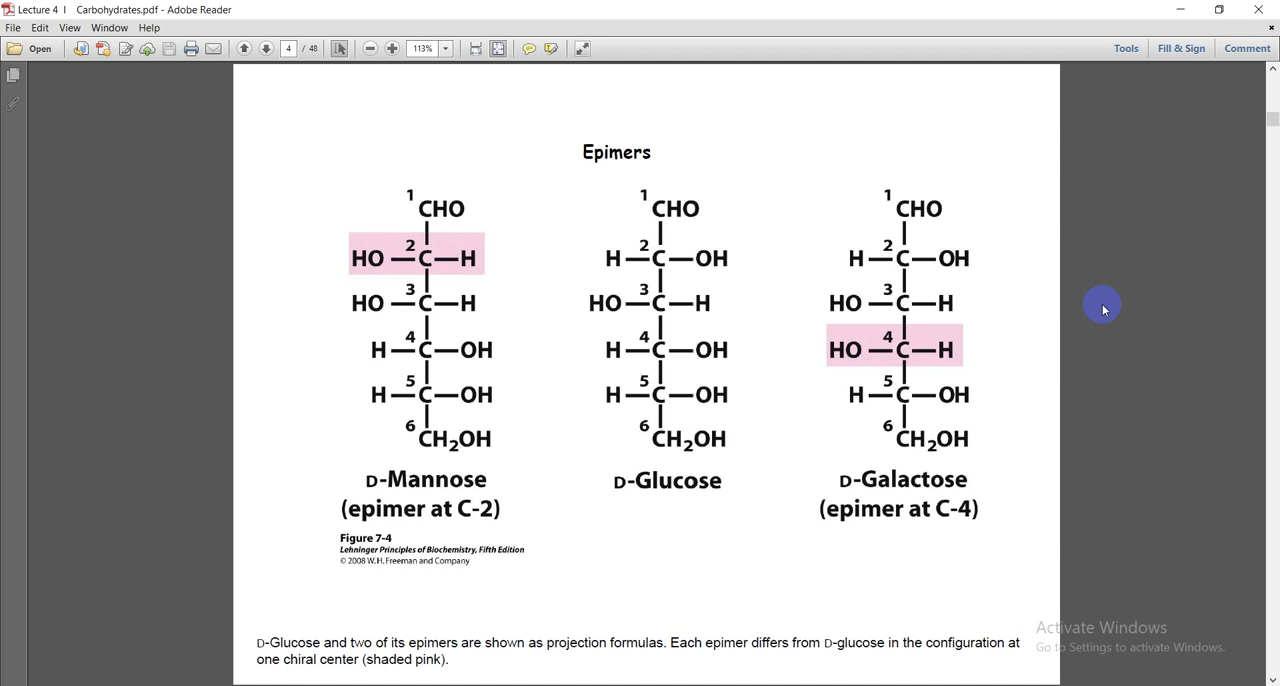 Lecture 4 I Carbohydrates.pdf - Adobe Reader
File Edit View Window Help
Open 4 / 48 113% Tools Fill & Sign Comment
Epimers
1 CHO 1 CHO 1 CHO
HO 2 C H H 2 C OH H 2 C OH
HO 3 C H HO 3 C H HO 3 C H
H 4 C OH H 4 C OH HO 4 C H
H 5 C OH H 5 C OH H 5 C OH
6 CH2OH 6 CH2OH 6 CH2OH
D-Mannose D-Glucose D-Galactose
(epimer at C-2) (epimer at C-4)
Figure 7-4
Lehninger Principles of Biochemistry, Fifth Edition
© 2008 W.H. Freeman and Company
D-Glucose and two of its epimers are shown as projection formulas. Each epimer differs from D-glucose in the configuration at
one chiral center (shaded pink).
Activate Windows
Go to Settings to activate Windows.